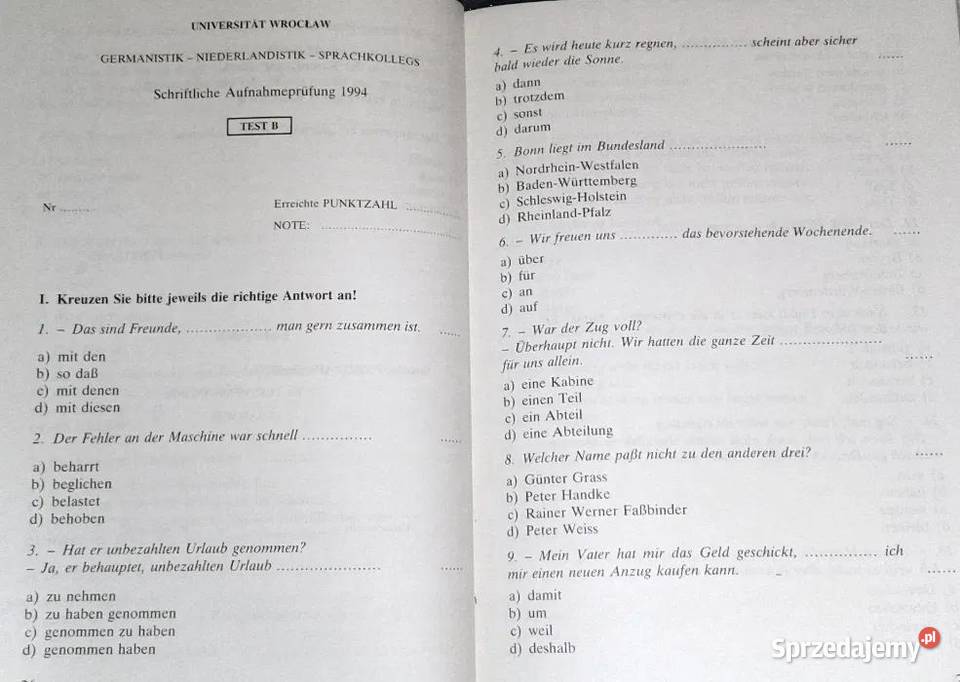 UNIVERSITÄT WROCŁAW
GERMANISTIK – NIEDERLANDISTIK – SPRACHKOLLEGS
Schriftliche Aufnahmeprüfung 1994
TEST B
Nr ..........
Erreichte PUNKTZAHL ...............
NOTE: ......................................
I. Kreuzen Sie bitte jeweils die richtige Antwort an!
1. – Das sind Freunde, ...................... man gern zusammen ist. ......
a) mit den
b) so daß
c) mit denen
d) mit diesen
2. Der Fehler an der Maschine war schnell .................. ......
a) beharrt
b) beglichen
c) belastet
d) behoben
3. – Hat er unbezahlten Urlaub genommen?
– Ja, er behauptet, unbezahlten Urlaub ........................... ......
a) zu nehmen
b) zu haben genommen
c) genommen zu haben
d) genommen haben
4. – Es wird heute kurz regnen, ................. scheint aber sicher
bald wieder die Sonne. ......
a) dann
b) trotzdem
c) sonst
d) darum
5. Bonn liegt im Bundesland ......................... ......
a) Nordrhein-Westfalen
b) Baden-Württemberg
c) Schleswig-Holstein
d) Rheinland-Pfalz
6. – Wir freuen uns ............... das bevorstehende Wochenende. ......
a) über
b) für
c) an
d) auf
7. – War der Zug voll?
– Überhaupt nicht. Wir hatten die ganze Zeit ...........................
für uns allein. ......
a) eine Kabine
b) einen Teil
c) ein Abteil
d) eine Abteilung
8. Welcher Name paßt nicht zu den anderen drei? ......
a) Günter Grass
b) Peter Handke
c) Rainer Werner Faßbinder
d) Peter Weiss
9. – Mein Vater hat mir das Geld geschickt, .................. ich
mir einen neuen Anzug kaufen kann. ......
a) damit
b) um
c) weil
d) deshalb
Sprzedajemy.pl